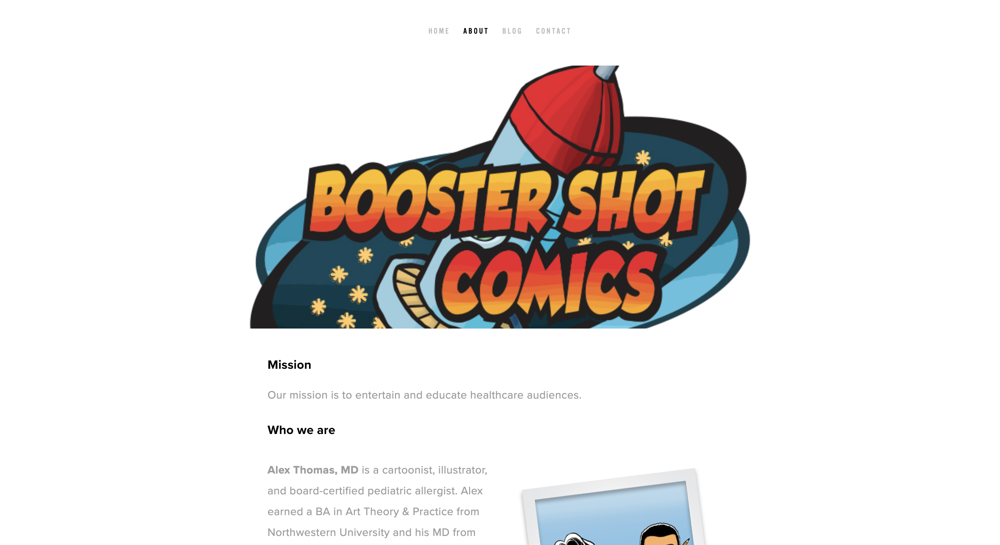 HOME ABOUT BLOG CONTACT
BOOSTER SHOT
COMICS
Mission
Our mission is to entertain and educate healthcare audiences.
Who we are
Alex Thomas, MD is a cartoonist, illustrator,
and board-certified pediatric allergist. Alex
earned a BA in Art Theory & Practice from
Northwestern University and his MD from